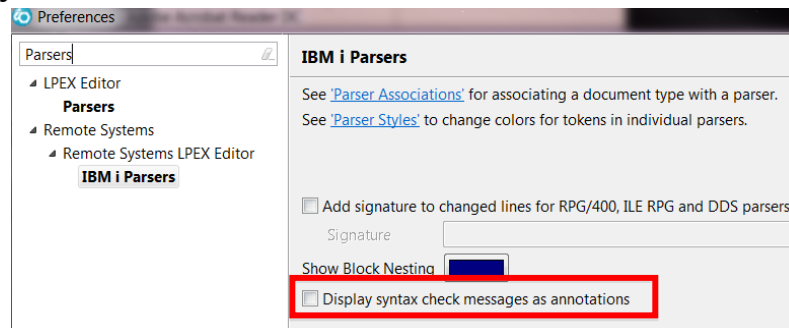 Preferences
Parsers
LPEX Editor
Parsers
Remote Systems
Remote Systems LPEX Editor
IBM i Parsers
IBM i Parsers
See 'Parser Associations' for associating a document type with a parser.
See 'Parser Styles' to change colors for tokens in individual parsers.
Add signature to changed lines for RPG/400, ILE RPG and DDS parsers
Signature
Show Block Nesting
Display syntax check messages as annotations